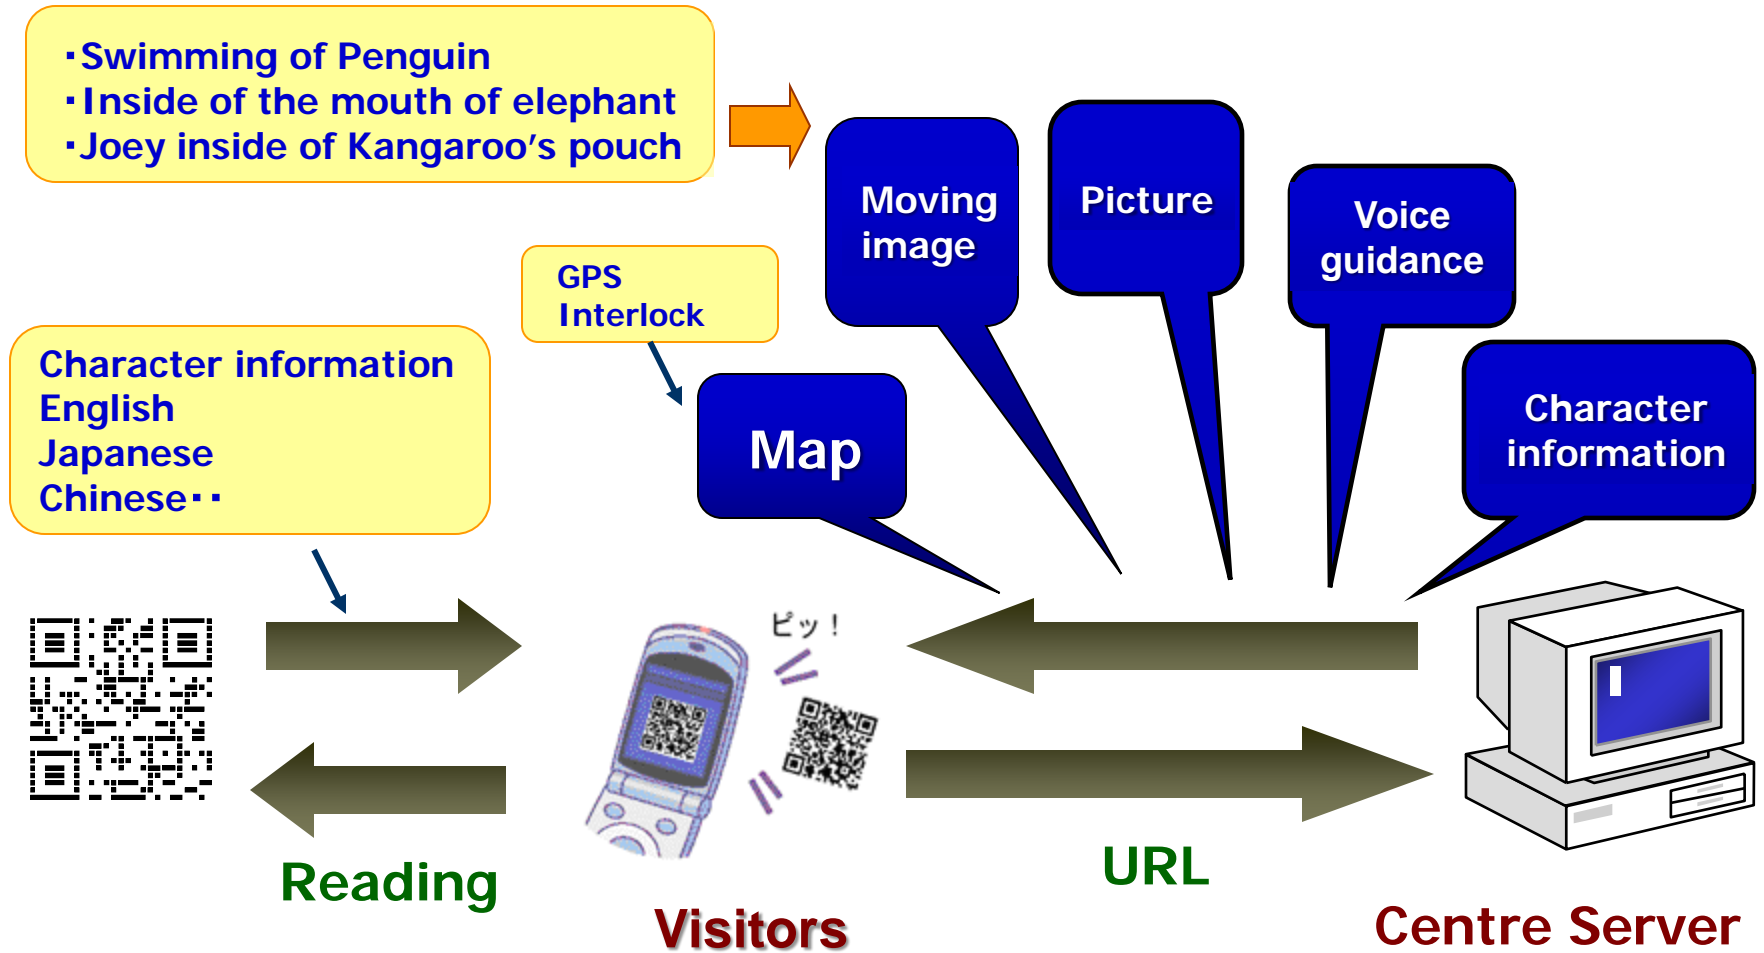 ・Swimming of Penguin
・Inside of the mouth of elephant
・Joey inside of Kangaroo’s pouch
Moving
image
Picture
Voice
guidance
GPS
Interlock
Character information
English
Japanese
Chinese・・
Map
Character
information
ピッ！
Reading
URL
Visitors
Centre Server